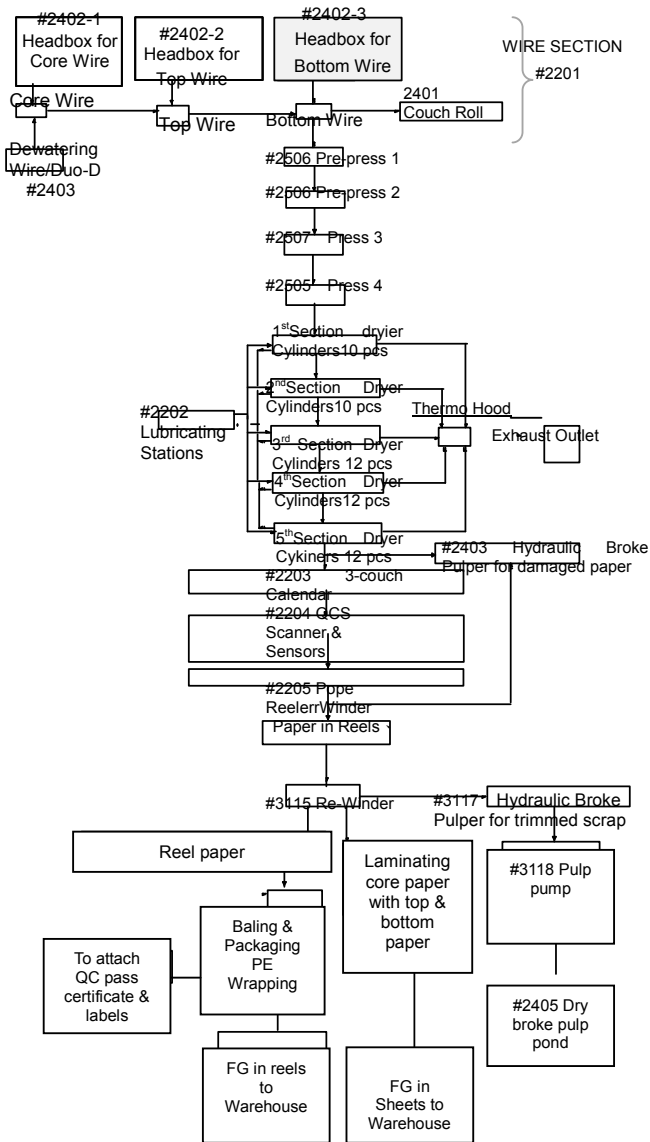 #2402-1
Headbox for
Core Wire
#2402-2
Headbox for
Top Wire
#2402-3
Headbox for
Bottom Wire
WIRE SECTION
#2201
Core Wire
Top Wire
Bottom Wire
2401
Couch Roll
Dewatering
Wire/Duo-D
#2403
#2506 Pre-press 1
#2506 Pre-press 2
#2507 Press 3
#2505 Press 4
1st Section dryier
Cylinders10 pcs
2nd Section Dryer
Cylinders10 pcs
#2202
Lubricating
Stations
Thermo Hood
Exhaust Outlet
3rd Section Dryer
Cylinders 12 pcs
4th Section Dryer
Cylinders12 pcs
5th Section Dryer
Cykiners 12 pcs
#2403 Hydraulic Broke
Pulper for damaged paper
#2203 3-couch
Calendar
#2204 QCS
Scanner &
Sensors
#2205 Pope
ReelerrWinder
Paper in Reels
#3115 Re-Winder
#3117 Hydraulic Broke
Pulper for trimmed scrap
Reel paper
Laminating
core paper
with top &
bottom
paper
#3118 Pulp
pump
Baling &
Packaging
PE
Wrapping
To attach
QC pass
certificate &
labels
#2405 Dry
broke pulp
pond
FG in reels
to
Warehouse
FG in
Sheets to
Warehouse